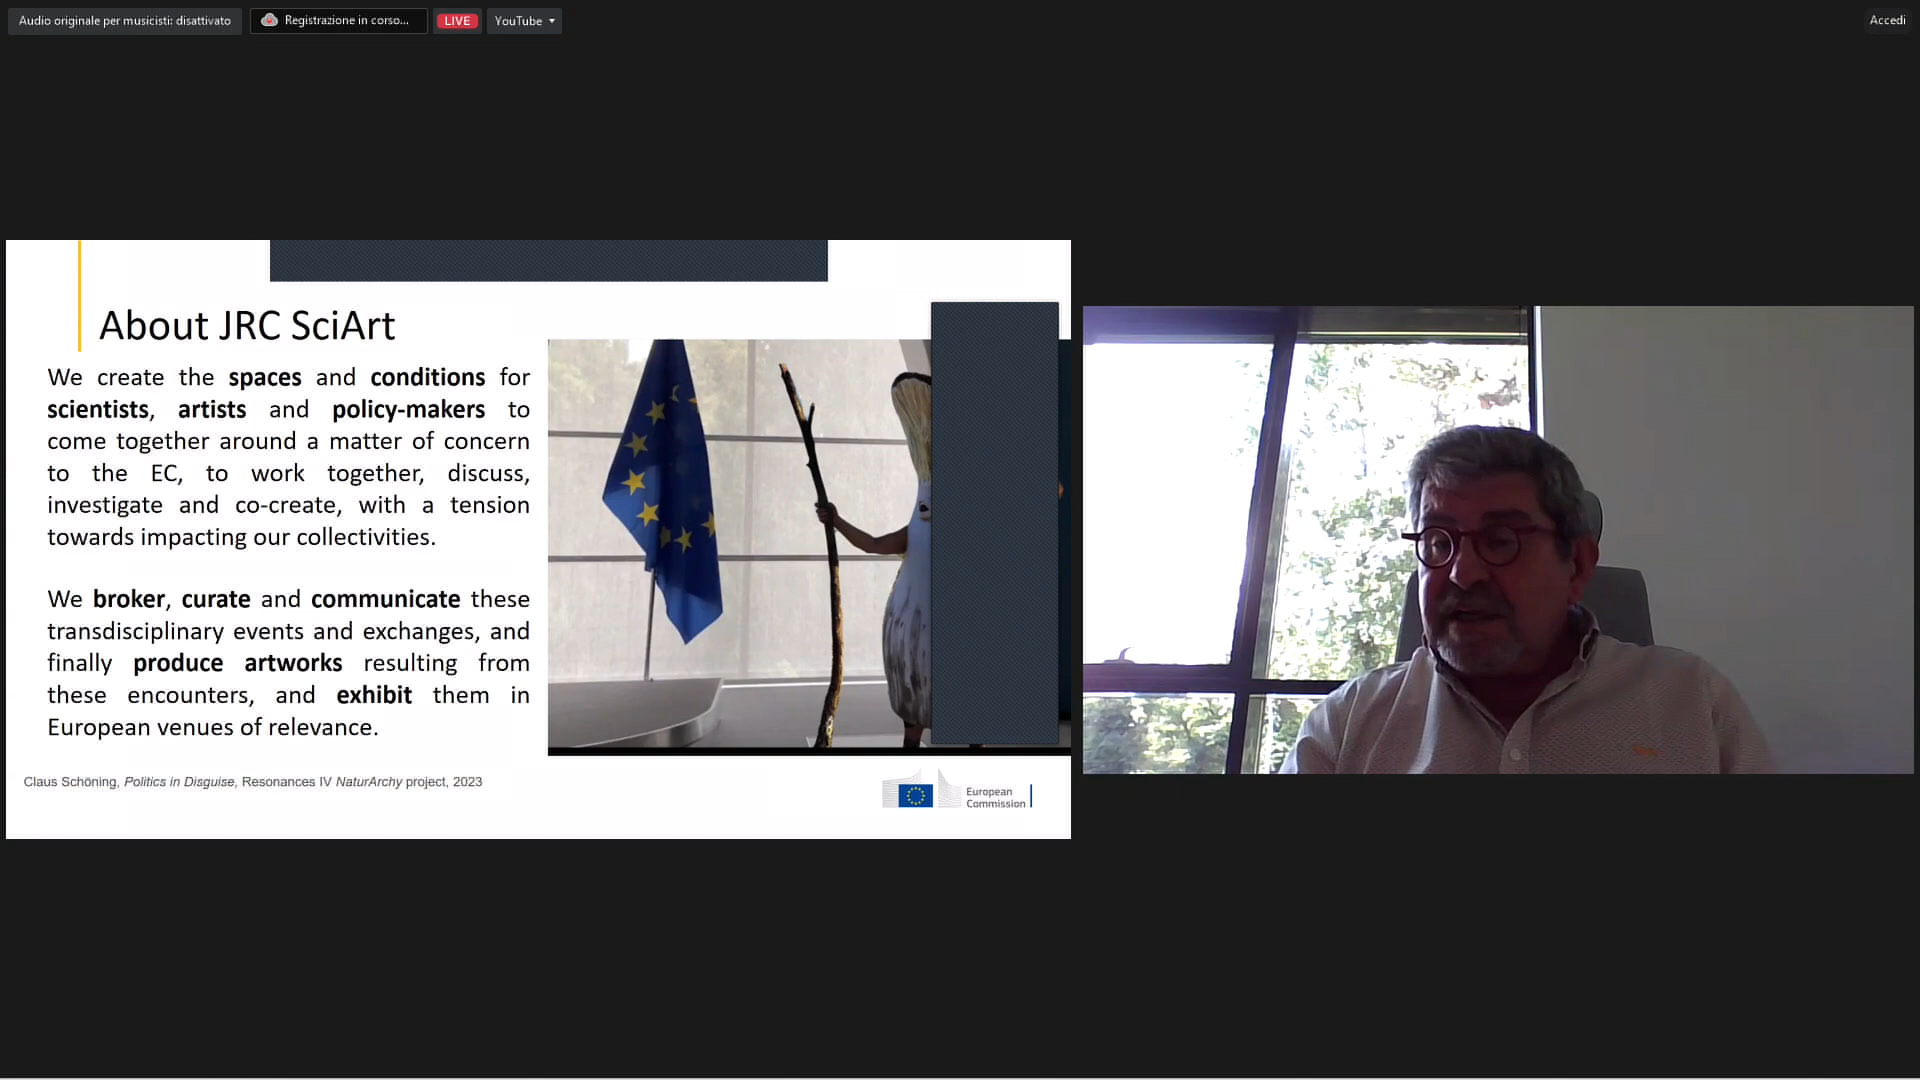 Audio originale per musicisti: disattivato
Registrazione in corso...
LIVE
YouTube
Accedi
About JRC SciArt
We create the spaces and conditions for
scientists, artists and policy-makers to
come together around a matter of concern
to the EC, to work together, discuss,
investigate and co-create, with a tension
towards impacting our collectivities.
We broker, curate and communicate these
transdisciplinary events and exchanges, and
finally produce artworks resulting from
these encounters, and exhibit them in
European venues of relevance.
Claus Schöning, Politics in Disguise, Resonances IV NaturArchy project, 2023
European
Commission